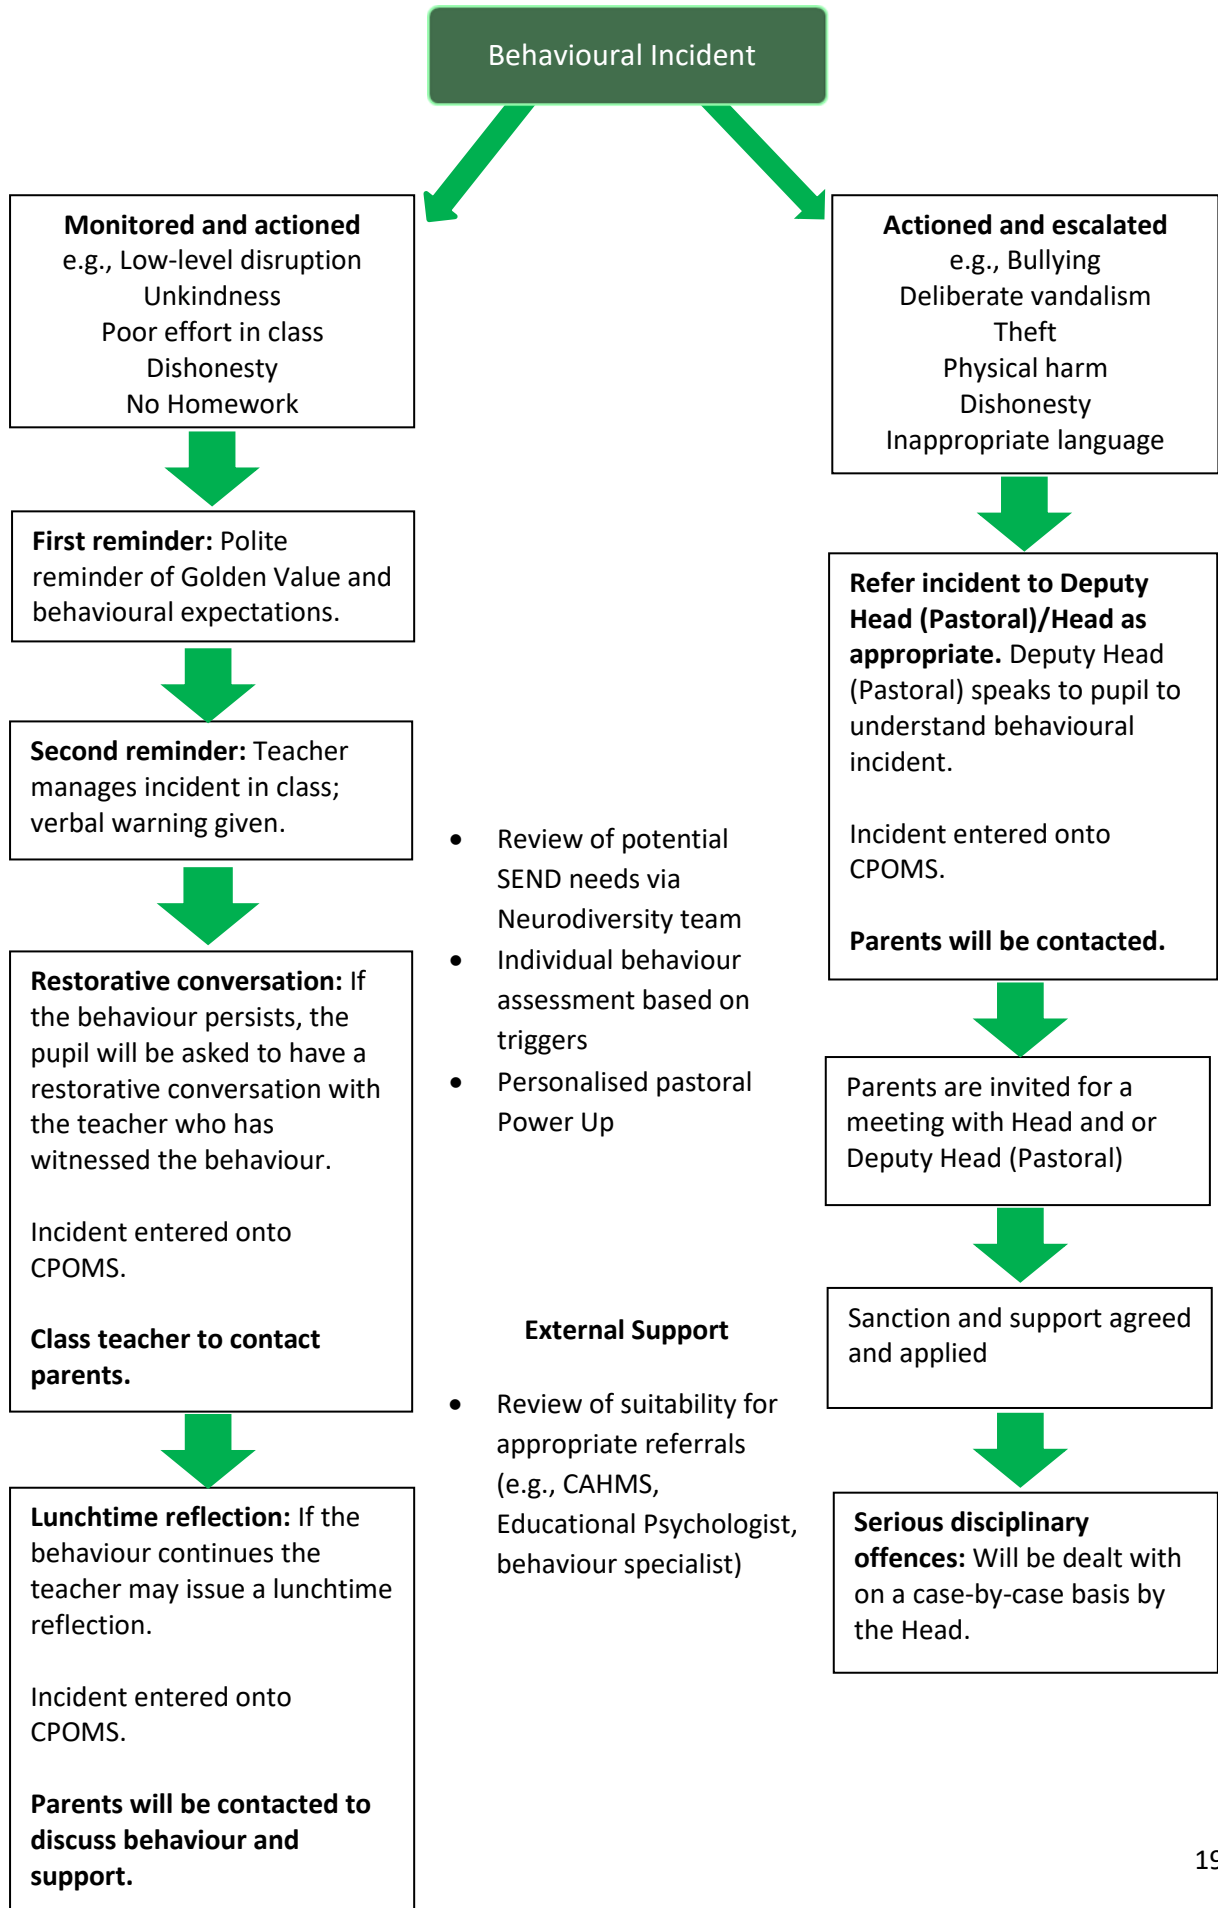 Behavioural Incident
Monitored and actioned
e.g., Low-level disruption
Unkindness
Poor effort in class
Dishonesty
No Homework
First reminder: Polite
reminder of Golden Value and
behavioural expectations.
Second reminder: Teacher
manages incident in class;
verbal warning given.
Restorative conversation: If
the behaviour persists, the
pupil will be asked to have a
restorative conversation with
the teacher who has
witnessed the behaviour.
Incident entered onto
CPOMS.
Class teacher to contact
parents.
Lunchtime reflection: If the
behaviour continues the
teacher may issue a lunchtime
reflection.
Incident entered onto
CPOMS.
Parents will be contacted to
discuss behaviour and
support.
• Review of potential
SEND needs via
Neurodiversity team
• Individual behaviour
assessment based on
triggers
• Personalised pastoral
Power Up
External Support
• Review of suitability for
appropriate referrals
(e.g., CAHMS,
Educational Psychologist,
behaviour specialist)
Actioned and escalated
e.g., Bullying
Deliberate vandalism
Theft
Physical harm
Dishonesty
Inappropriate language
Refer incident to Deputy
Head (Pastoral)/Head as
appropriate. Deputy Head
(Pastoral) speaks to pupil to
understand behavioural
incident.
Incident entered onto
CPOMS.
Parents will be contacted.
Parents are invited for a
meeting with Head and or
Deputy Head (Pastoral)
Sanction and support agreed
and applied
Serious disciplinary
offences: Will be dealt with
on a case-by-case basis by
the Head.
19